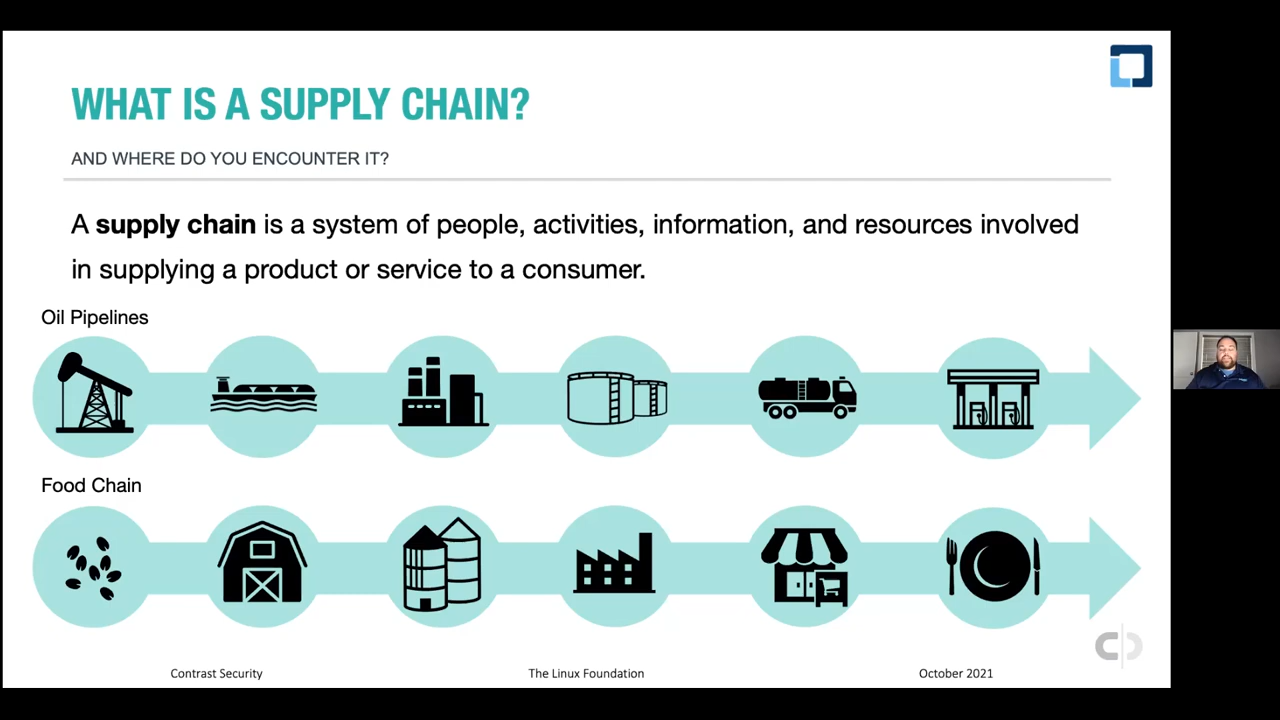 WHAT IS A SUPPLY CHAIN?
AND WHERE DO YOU ENCOUNTER IT?
A supply chain is a system of people, activities, information, and resources involved
in supplying a product or service to a consumer.
Oil Pipelines
Food Chain
Contrast Security
The Linux Foundation
October 2021